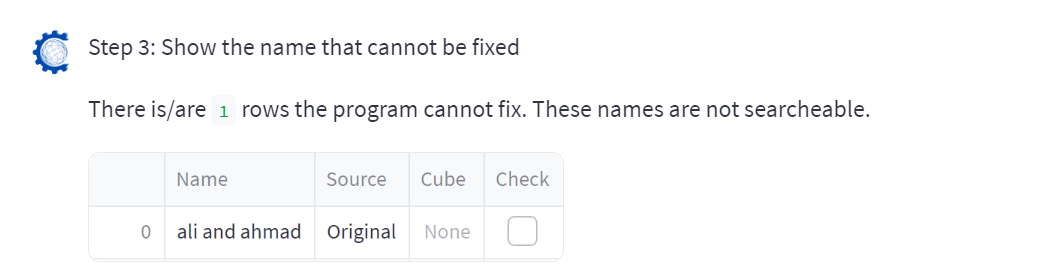 Step 3: Show the name that cannot be fixed
There is/are 1 rows the program cannot fix. These names are not searcheable.
Name Source Cube Check
0 ali and ahmad Original None